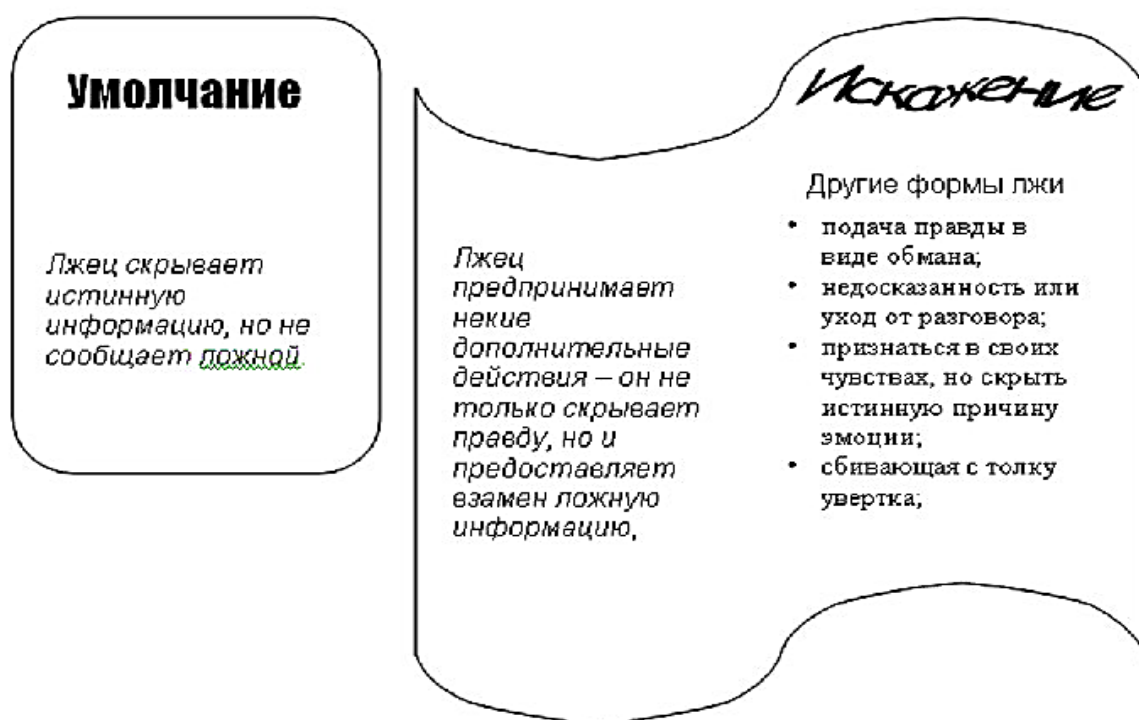 Умолчание
Лжец скрывает
истинную
информацию, но не
сообщает ложной.
Искажение
Лжец
предпринимает
некие
дополнительные
действия – он не
только скрывает
правду, но и
предоставляет
взамен ложную
информацию,
Другие формы лжи
• подача правды в
виде обмана;
• недосказанность или
уход от разговора;
• признаться в своих
чувствах, но скрыть
истинную причину
эмоции;
• сбивающая с толку
увертка;